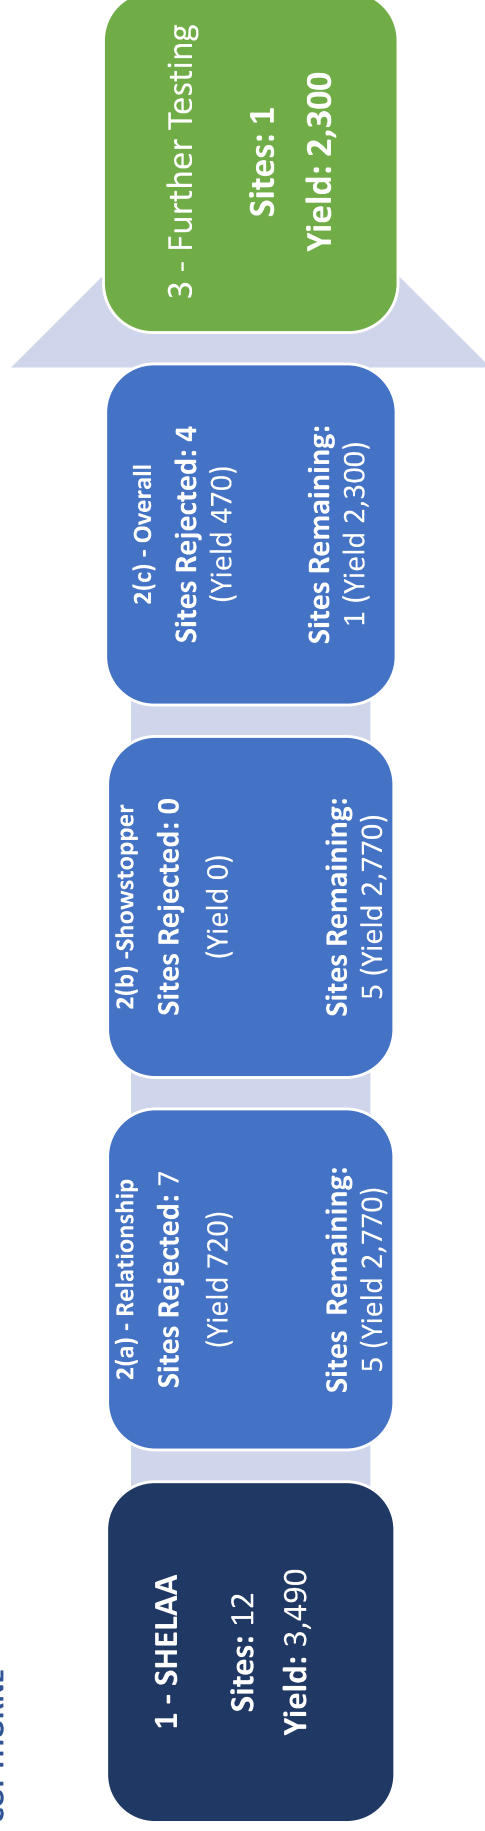 1 - SHELAA
Sites: 12
Yield: 3,490
2(a) - Relationship
Sites Rejected: 7
(Yield 720)
Sites Remaining:
5 (Yield 2,770)
2(b) -Showstopper
Sites Rejected: 0
(Yield 0)
Sites Remaining:
5 (Yield 2,770)
2(c) - Overall
Sites Rejected: 4
(Yield 470)
Sites Remaining:
1 (Yield 2,300)
3 - Further Testing
Sites: 1
Yield: 2,300